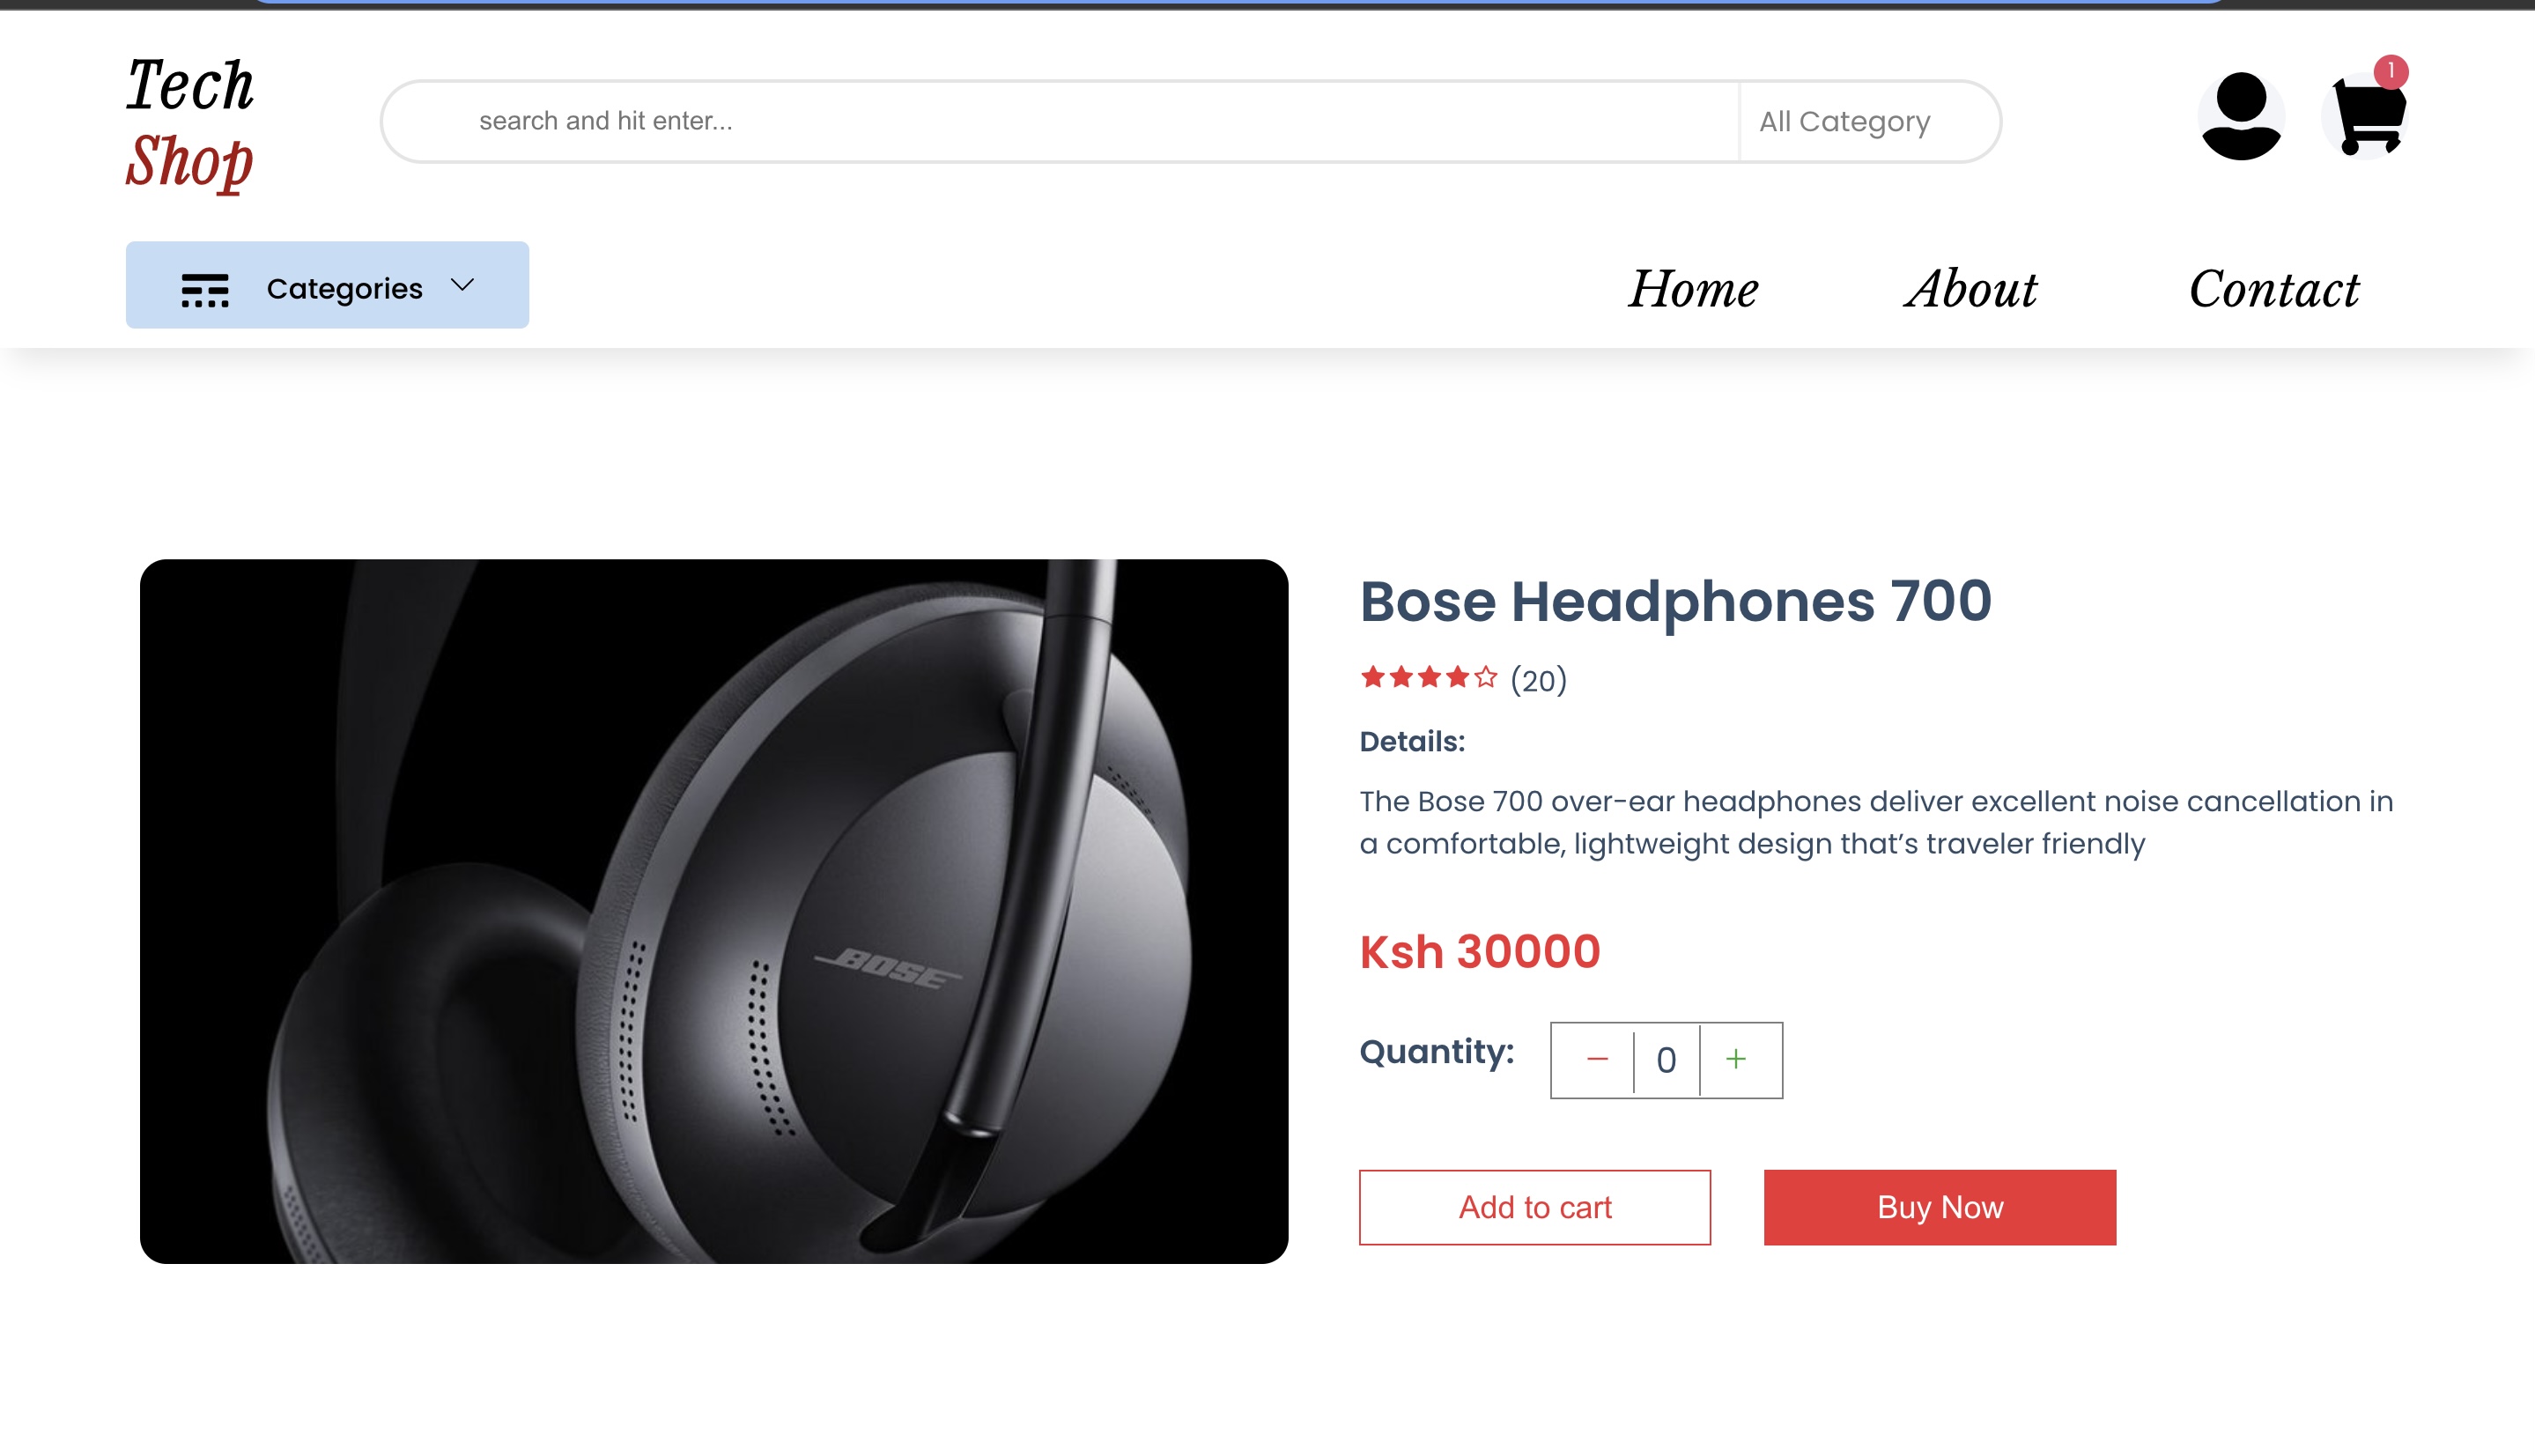 Tech
Shop
search and hit enter...
All Category
1
Categories
Home
About
Contact
BOSE
Bose Headphones 700
(20)
Details:
The Bose 700 over-ear headphones deliver excellent noise cancellation in
a comfortable, lightweight design that’s traveler friendly
Ksh 30000
Quantity:
− 0 +
Add to cart
Buy Now